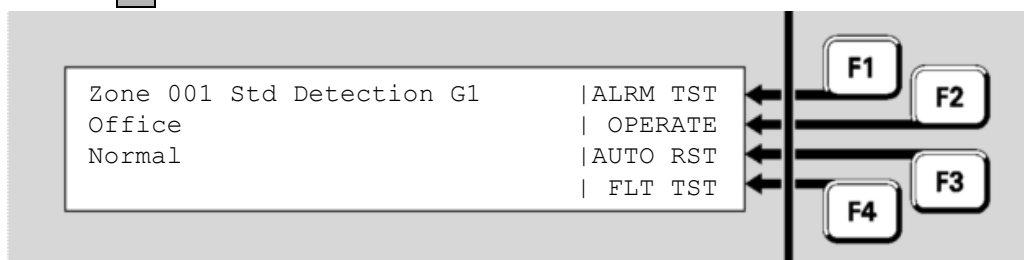 Zone 001 Std Detection G1 |ALRM TST
Office | OPERATE
Normal |AUTO RST
| FLT TST
F1
F2
F3
F4